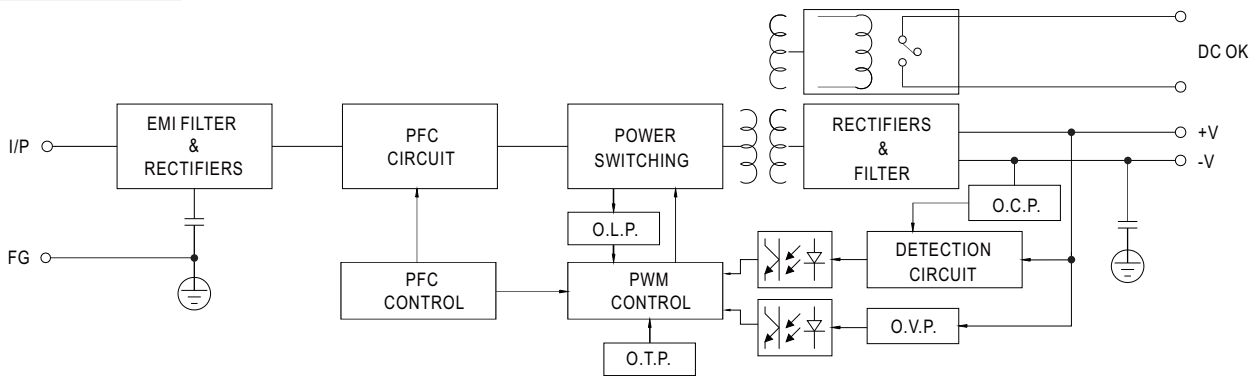 DC OK
I/P
EMI FILTER
&
RECTIFIERS
PFC
CIRCUIT
POWER
SWITCHING
RECTIFIERS
&
FILTER
+V
-V
O.C.P.
O.L.P.
FG
DETECTION
CIRCUIT
PFC
CONTROL
PWM
CONTROL
O.V.P.
O.T.P.